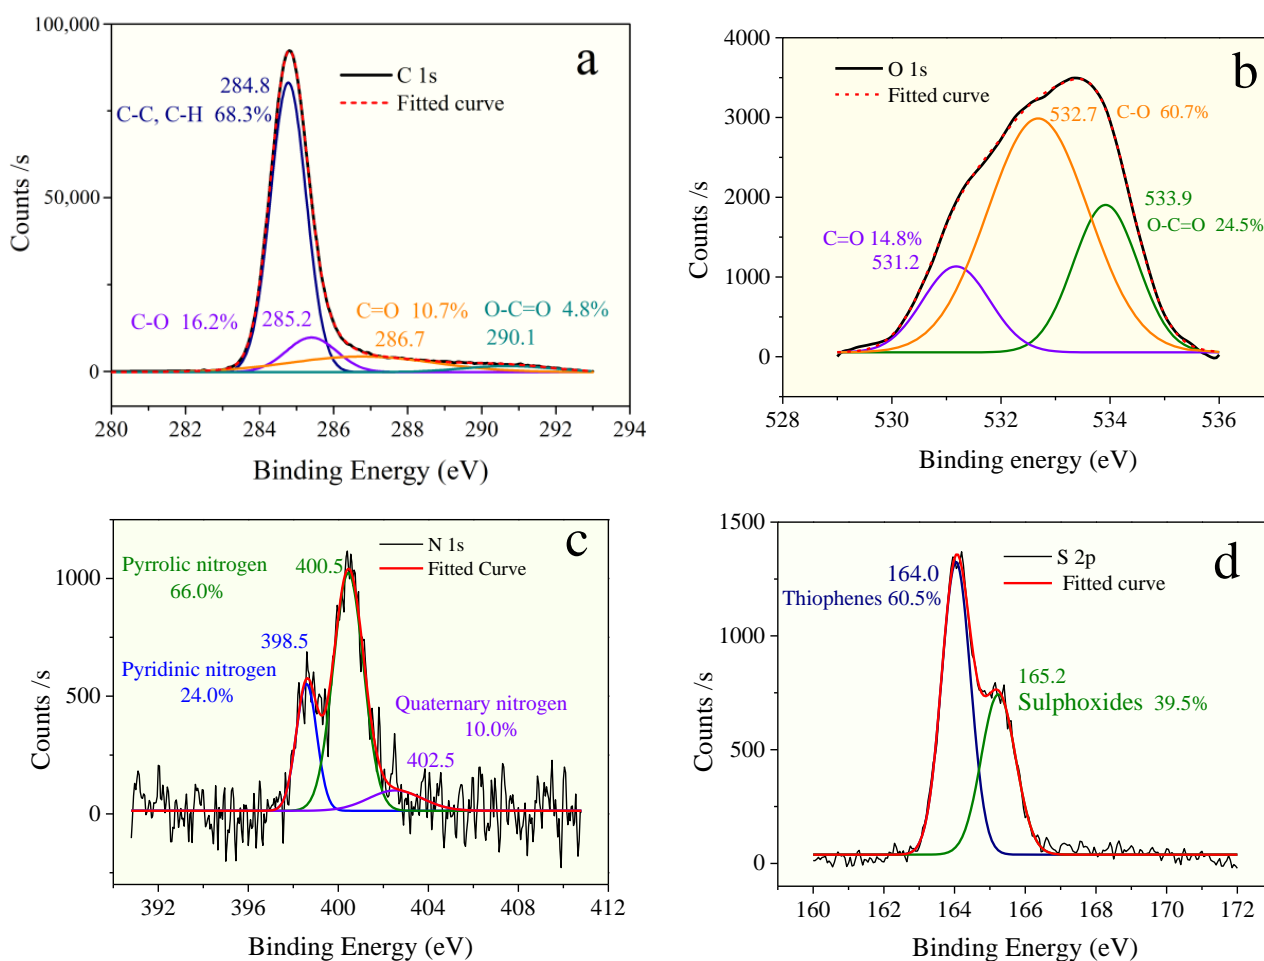 a
100,000
50,000
0
Counts /s
C 1s
Fitted curve
284.8
C-C, C-H 68.3%
C-O 16.2%
285.2
C=O 10.7%
286.7
O-C=O 4.8%
290.1
280 282 284 286 288 290 292 294
Binding Energy (eV)
b
4000
3000
2000
1000
0
Counts /s
O 1s
Fitted curve
532.7
C-O 60.7%
533.9
O-C=O 24.5%
C=O 14.8%
531.2
528 530 532 534 536
Binding energy (eV)
c
1000
500
0
Counts /s
N 1s
Fitted Curve
Pyrrolic nitrogen
66.0%
400.5
398.5
Pyridinic nitrogen
24.0%
Quaternary nitrogen
10.0%
402.5
392 396 400 404 408 412
Binding Energy (eV)
d
1500
1000
500
0
Counts /s
S 2p
Fitted curve
164.0
Thiophenes 60.5%
165.2
Sulphoxides 39.5%
160 162 164 166 168 170 172
Binding Energy (eV)